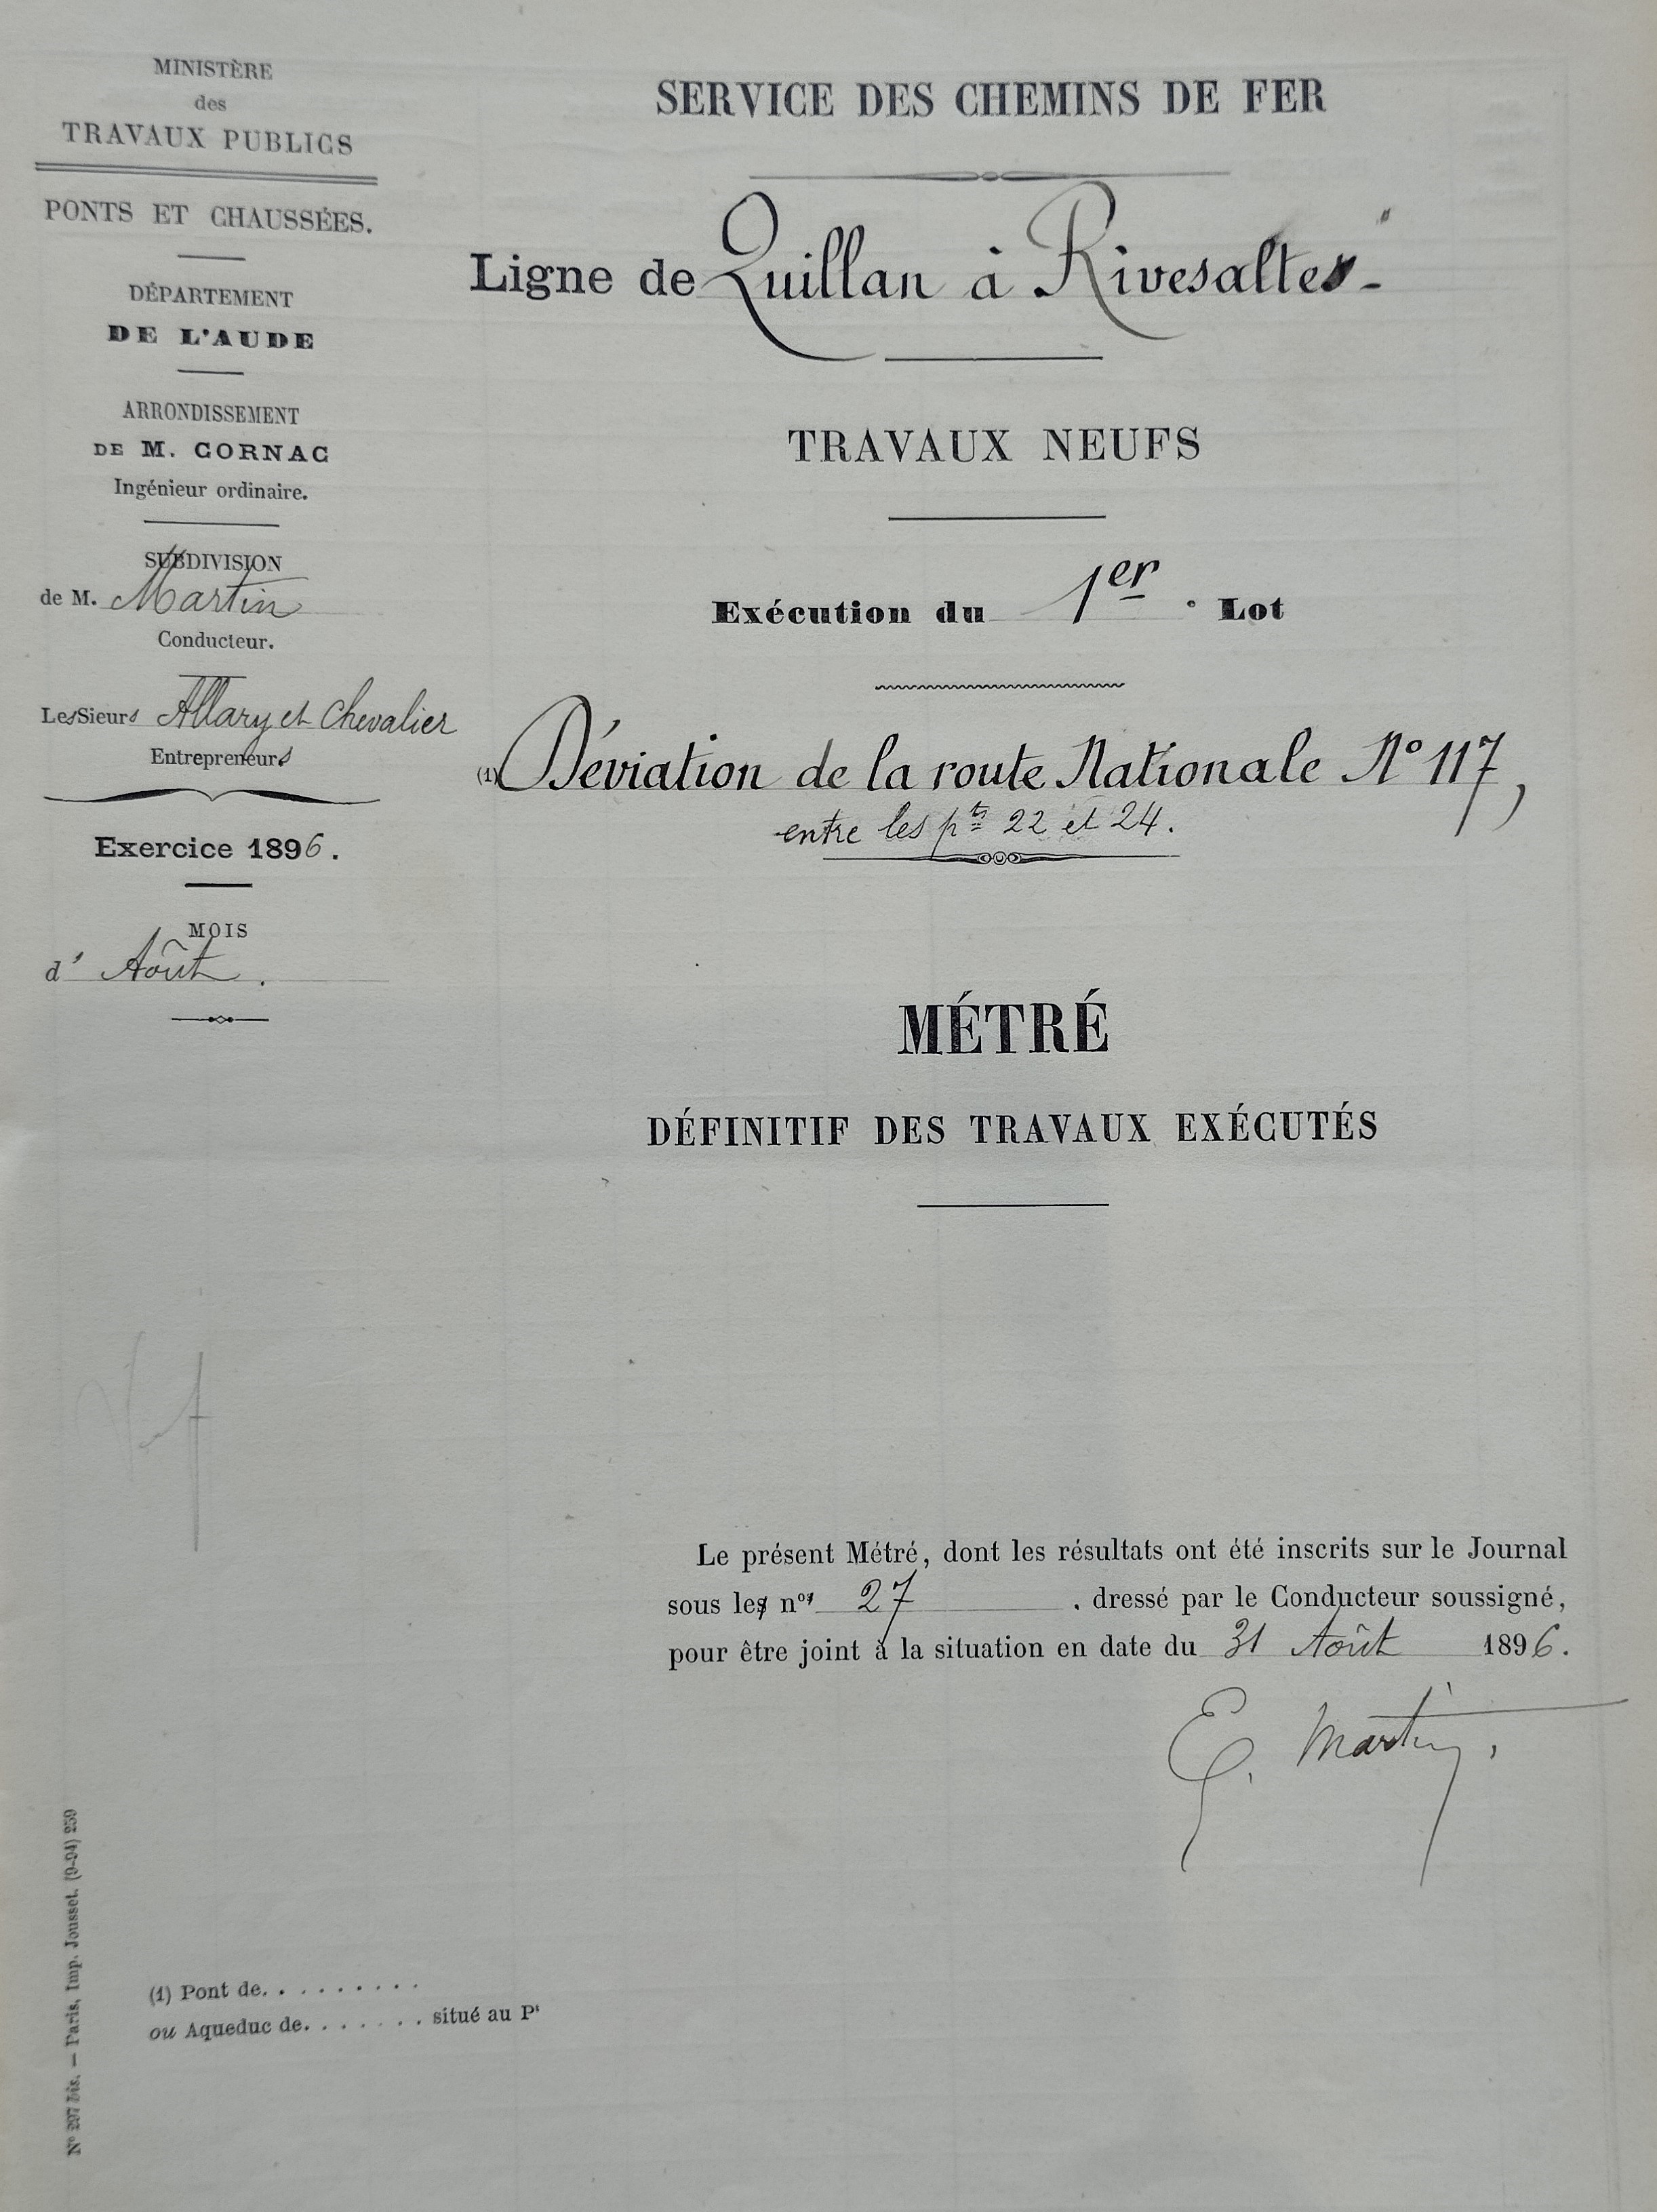 MINISTÈRE
des
TRAVAUX PUBLICS
PONTS ET CHAUSSÉES.
DÉPARTEMENT
DE L'AUDE
ARRONDISSEMENT
DE M. CORNAC
Ingénieur ordinaire.
SUBDIVISION
de M. Martin
Conducteur.
Les Sieurs Allary et Chevalier
Entrepreneurs
Exercice 1896.
MOIS
d' Août.
SERVICE DES CHEMINS DE FER
Ligne de Quillan à Rivesaltes-
TRAVAUX NEUFS
Exécution du 1er Lot
(1) Déviation de la route Nationale N° 117,
entre les pts 22 et 24.
MÉTRÉ
DÉFINITIF DES TRAVAUX EXÉCUTÉS
Le présent Métré, dont les résultats ont été inscrits sur le Journal
sous le n° 27 . dressé par le Conducteur soussigné,
pour être joint à la situation en date du 31 Août 1896.
E. Martin.
(1) Pont de. . . . . . . . .
ou Aqueduc de. . . . . . . situé au Pt
N° 297 bis. — Paris, Imp. Jousset. (9-94) 259